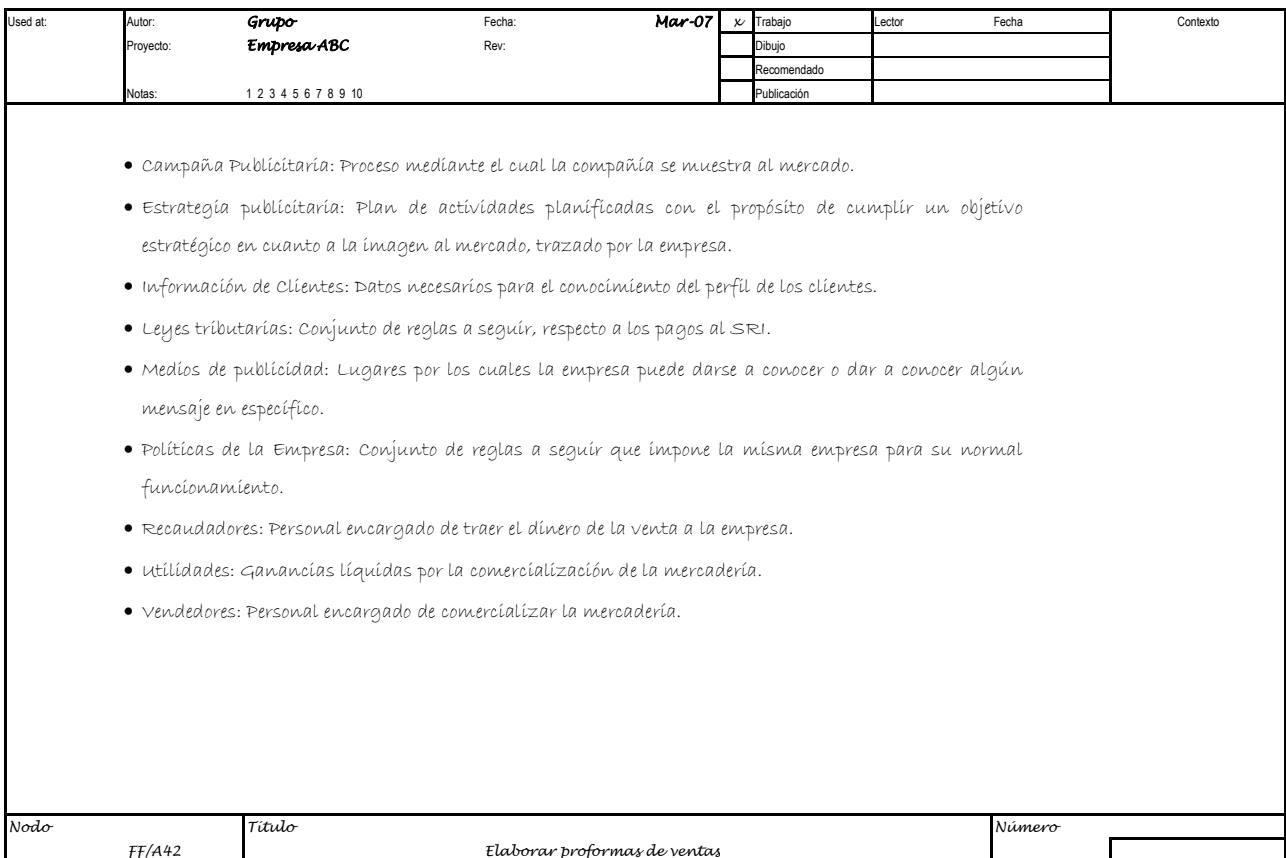 Used at: Autor: Grupo Fecha: Mar-07 x Trabajo Lector Fecha Contexto
Proyecto: Empresa ABC Rev: Dibujo
Recomendado
Notas: 1 2 3 4 5 6 7 8 9 10 Publicación
• Campaña Publicitaria: Proceso mediante el cual la compañía se muestra al mercado.
• Estrategia publicitaria: Plan de actividades planificadas con el propósito de cumplir un objetivo
estratégico en cuanto a la imagen al mercado, trazado por la empresa.
• Información de Clientes: Datos necesarios para el conocimiento del perfil de los clientes.
• Leyes tributarias: Conjunto de reglas a seguir, respecto a los pagos al SRI.
• Medios de publicidad: Lugares por los cuales la empresa puede darse a conocer o dar a conocer algún
mensaje en específico.
• Políticas de la Empresa: Conjunto de reglas a seguir que impone la misma empresa para su normal
funcionamiento.
• Recaudadores: Personal encargado de traer el dinero de la venta a la empresa.
• Utilidades: Ganancias líquidas por la comercialización de la mercadería.
• Vendedores: Personal encargado de comercializar la mercadería.
Nodo Título Número
FF/A42 Elaborar proformas de ventas